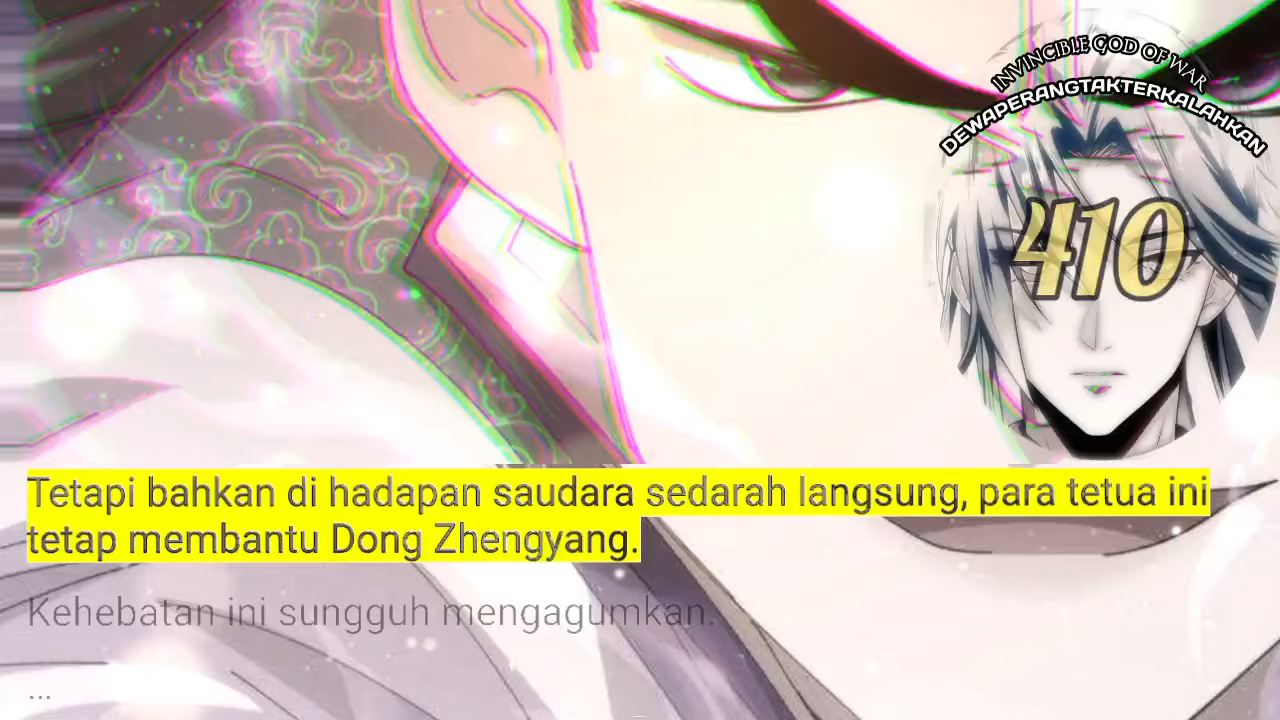 INVINCIBLE GOD OF WAR
DEWAPERANGTAKTERKALAHKAN
410
Tetapi bahkan di hadapan saudara sedarah langsung, para tetua ini
tetap membantu Dong Zhengyang.
Kehebatan ini sungguh mengagumkan.
...